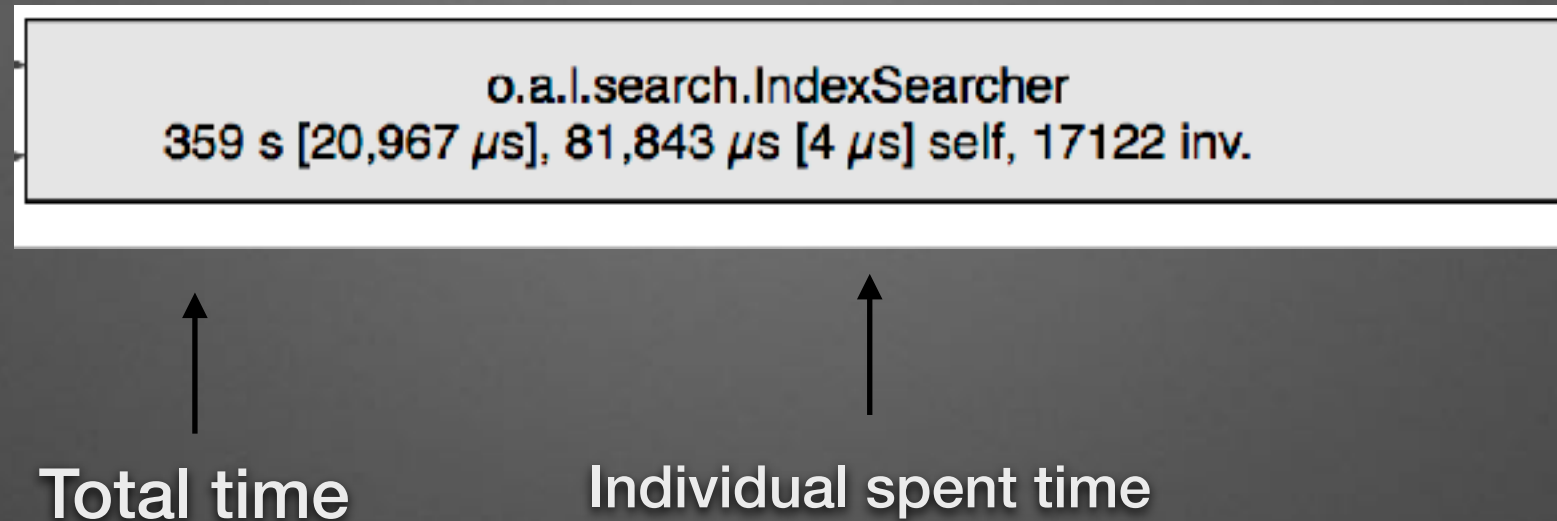 o.a.l.search.IndexSearcher
359 s [20,967 µs], 81,843 µs [4 µs] self, 17122 inv.
Total time
Individual spent time